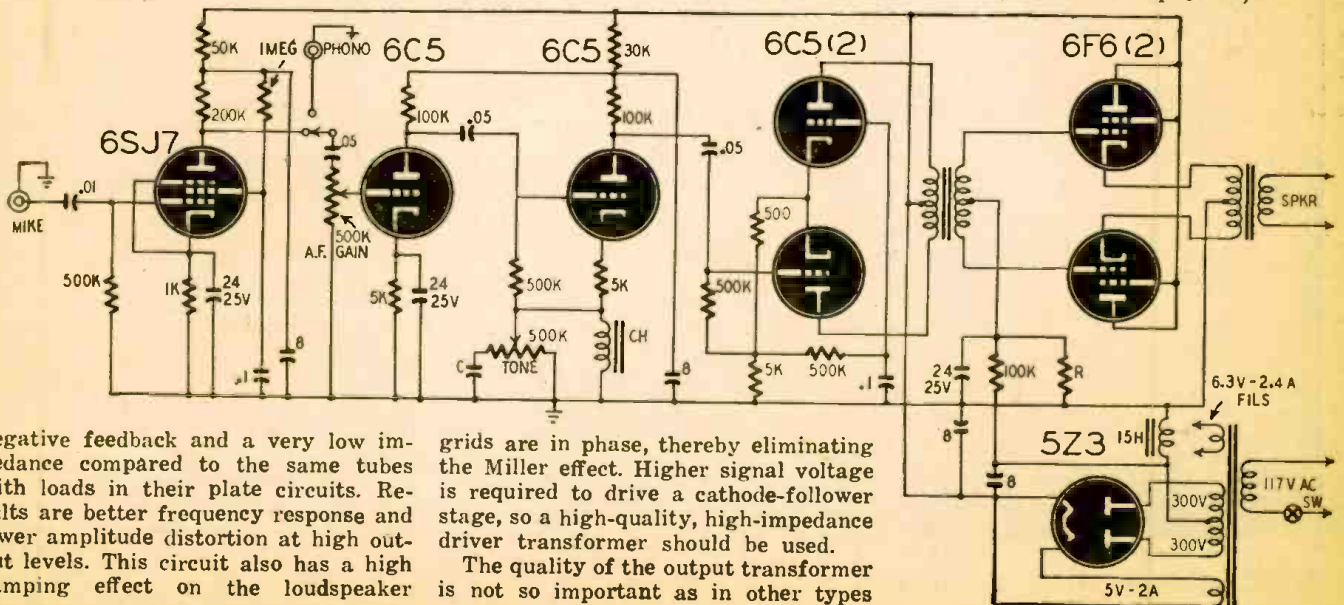 50K
1MEG
PHONO
6C5
6C5
30K
6C5(2)
6F6(2)
200K
100K
.05
100K
6SJ7
.05
.05
.01
MIKE
500
SPKR
500K
A.F. GAIN
500K
1K
24
25V
5K
24
25V
500K
5K
500K
8
.1
C
500K
TONE
CH
8
5K
500K
.1
24
25V
100K
R
6.3V-2.4A
FILS
8
15H
5Z3
8
300V
300V
117V AC
SW.
5V-2A
egative feedback and a very low im-
edance compared to the same tubes
ith loads in their plate circuits. Re-
ults are better frequency response and
wer amplitude distortion at high out-
ut levels. This circuit also has a high
amping effect on the loudspeaker
grids are in phase, thereby eliminating
the Miller effect. Higher signal voltage
is required to drive a cathode-follower
stage, so a high-quality, high-impedance
driver transformer should be used.
The quality of the output transformer
is not so important as in other types